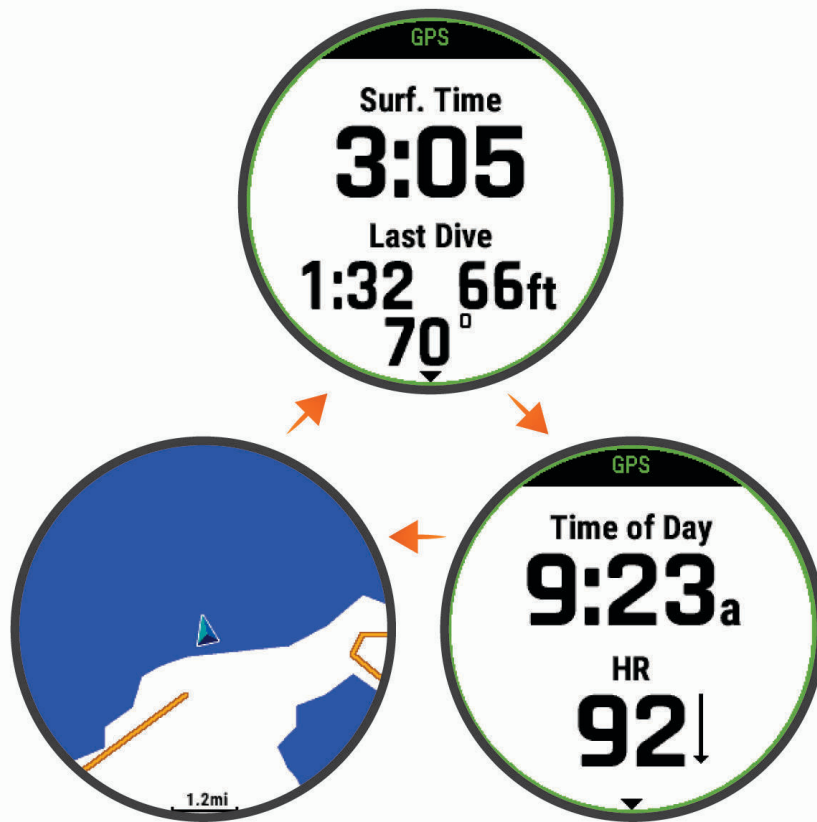 GPS
Surf. Time
3:05
Last Dive
1:32 66ft
70°
GPS
Time of Day
9:23a
HR
92
1.2mi